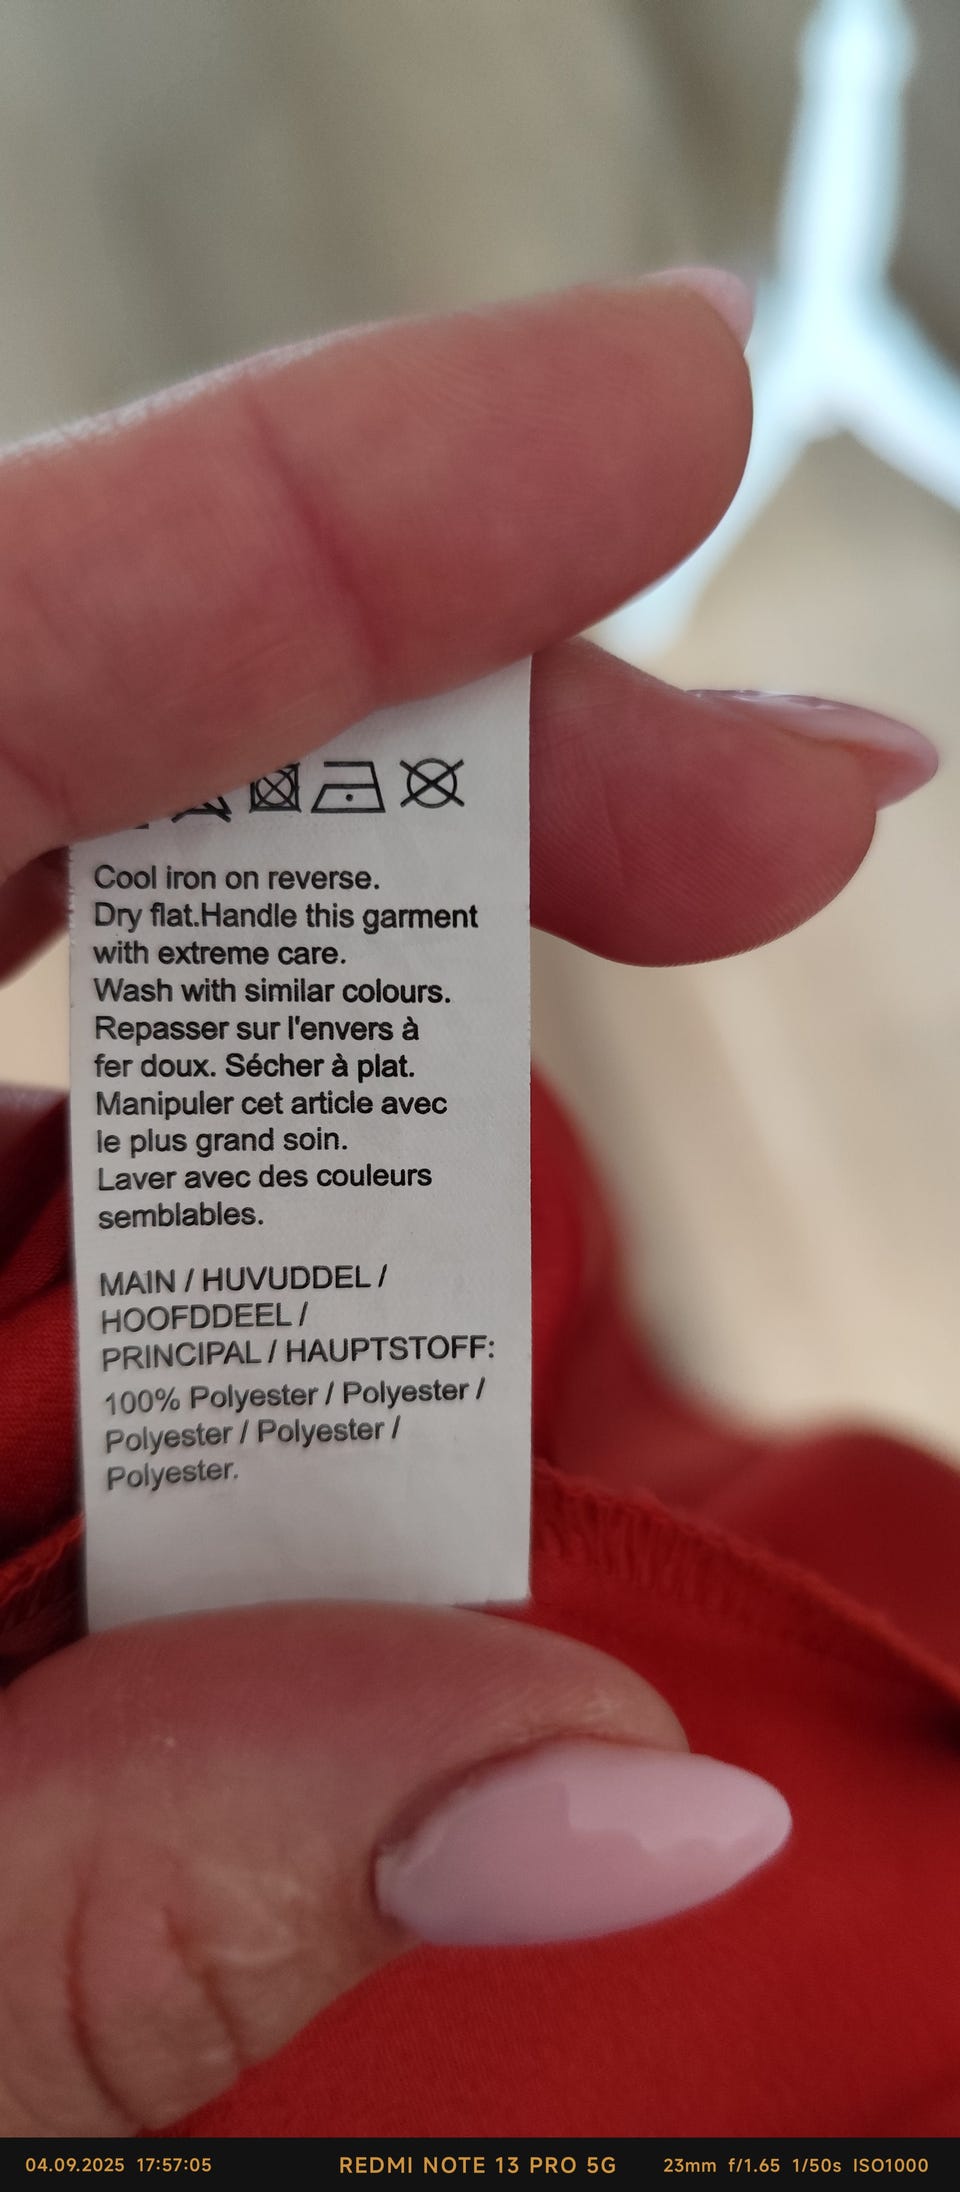 Cool iron on reverse.
Dry flat.Handle this garment
with extreme care.
Wash with similar colours.
Repasser sur l'envers à
fer doux. Sécher à plat.
Manipuler cet article avec
le plus grand soin.
Laver avec des couleurs
semblables.
MAIN / HUVUDDEL /
HOOFDDEEL /
PRINCIPAL / HAUPTSTOFF:
100% Polyester / Polyester /
Polyester / Polyester /
Polyester.
04.09.2025 17:57:05 REDMI NOTE 13 PRO 5G 23mm f/1.65 1/50s ISO1000